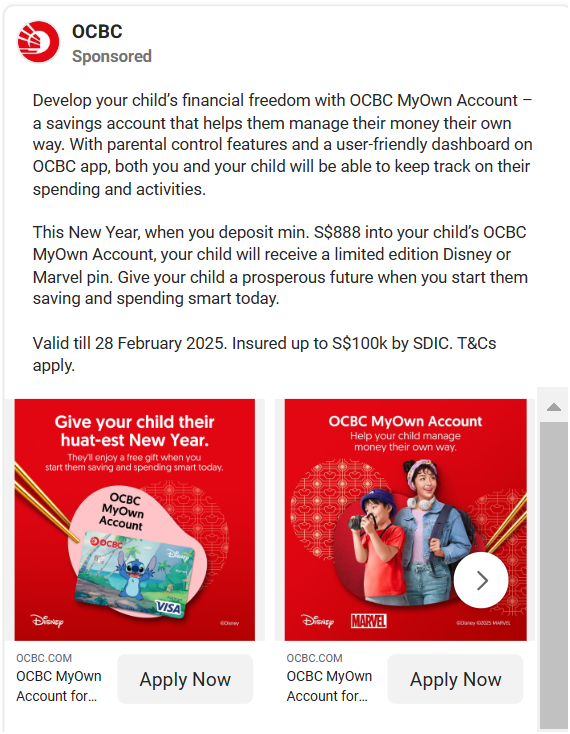 OCBC
Sponsored
Develop your child's financial freedom with OCBC MyOwn Account –
a savings account that helps them manage their money their own
way. With parental control features and a user-friendly dashboard on
OCBC app, both you and your child will be able to keep track on their
spending and activities.
This New Year, when you deposit min. S$888 into your child's OCBC
MyOwn Account, your child will receive a limited edition Disney or
Marvel pin. Give your child a prosperous future when you start them
saving and spending smart today.
Valid till 28 February 2025. Insured up to S$100k by SDIC. T&Cs
apply.
Give your child their
huat-est New Year.
They'll enjoy a free gift when you
start them saving and spending smart today.
OCBC
MyOwn
Account
OCBC
Disney
VISA
Disney
©Disney
OCBC MyOwn Account
Help your child manage
money their own way.
Disney
MARVEL
©Disney ©2025 MARVEL
OCBC.COM
OCBC MyOwn
Account for...
Apply Now
OCBC.COM
OCBC MyOwn
Account for...
Apply Now